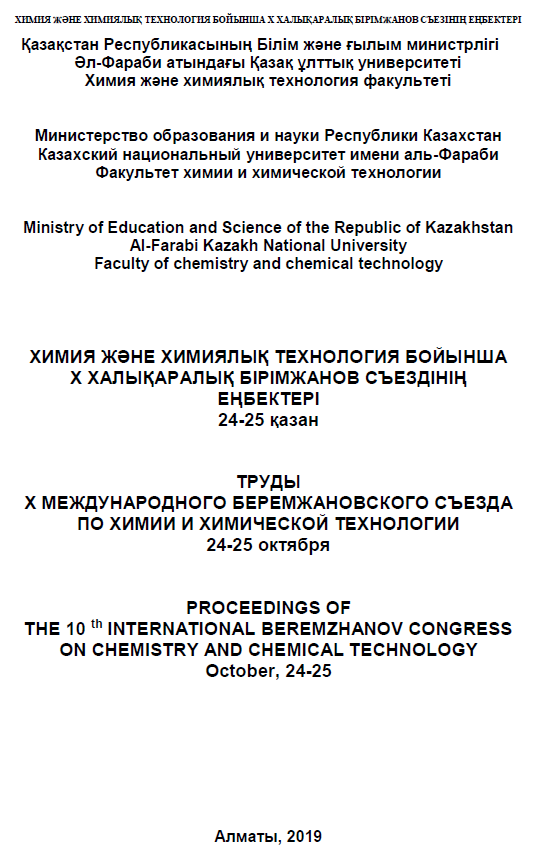 ХИМИЯ ЖӘНЕ ХИМИЯЛЫҚ ТЕХНОЛОГИЯ БОЙЫНША X ХАЛЫҚАРАЛЫҚ БІРІМЖАНОВ СЪЕЗІНІҢ ЕҢБЕКТЕРІ
Қазақстан Республикасының Білім және ғылым министрлігі
Әл-Фараби атындағы Қазақ ұлттық университеті
Химия және химиялық технология факультеті
Министерство образования и науки Республики Казахстан
Казахский национальный университет имени аль-Фараби
Факультет химии и химической технологии
Ministry of Education and Science of the Republic of Kazakhstan
Al-Farabi Kazakh National University
Faculty of chemistry and chemical technology
ХИМИЯ ЖӘНЕ ХИМИЯЛЫҚ ТЕХНОЛОГИЯ БОЙЫНША
X ХАЛЫҚАРАЛЫҚ БІРІМЖАНОВ СЪЕЗДІНІҢ
ЕҢБЕКТЕРІ
24-25 қазан
ТРУДЫ
X МЕЖДУНАРОДНОГО БЕРЕМЖАНОВСКОГО СЪЕЗДА
ПО ХИМИИ И ХИМИЧЕСКОЙ ТЕХНОЛОГИИ
24-25 октября
PROCEEDINGS OF
THE 10 th INTERNATIONAL BEREMZHANOV CONGRESS
ON CHEMISTRY AND CHEMICAL TECHNOLOGY
October, 24-25
Алматы, 2019